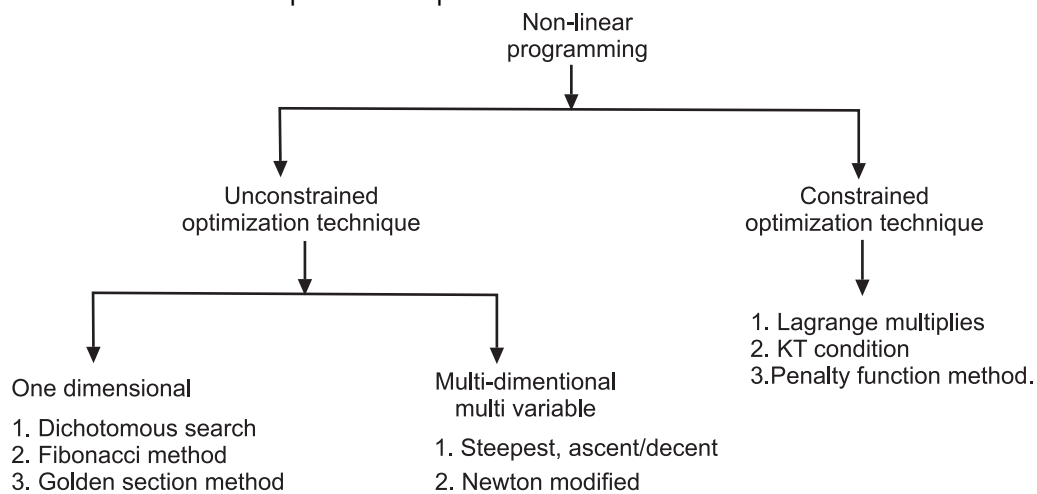 Non-linear
programming
Unconstrained
optimization technique
Constrained
optimization technique
One dimensional
1. Dichotomous search
2. Fibonacci method
3. Golden section method
Multi-dimentional
multi variable
1. Steepest, ascent/decent
2. Newton modified
1. Lagrange multiplies
2. KT condition
3.Penalty function method.